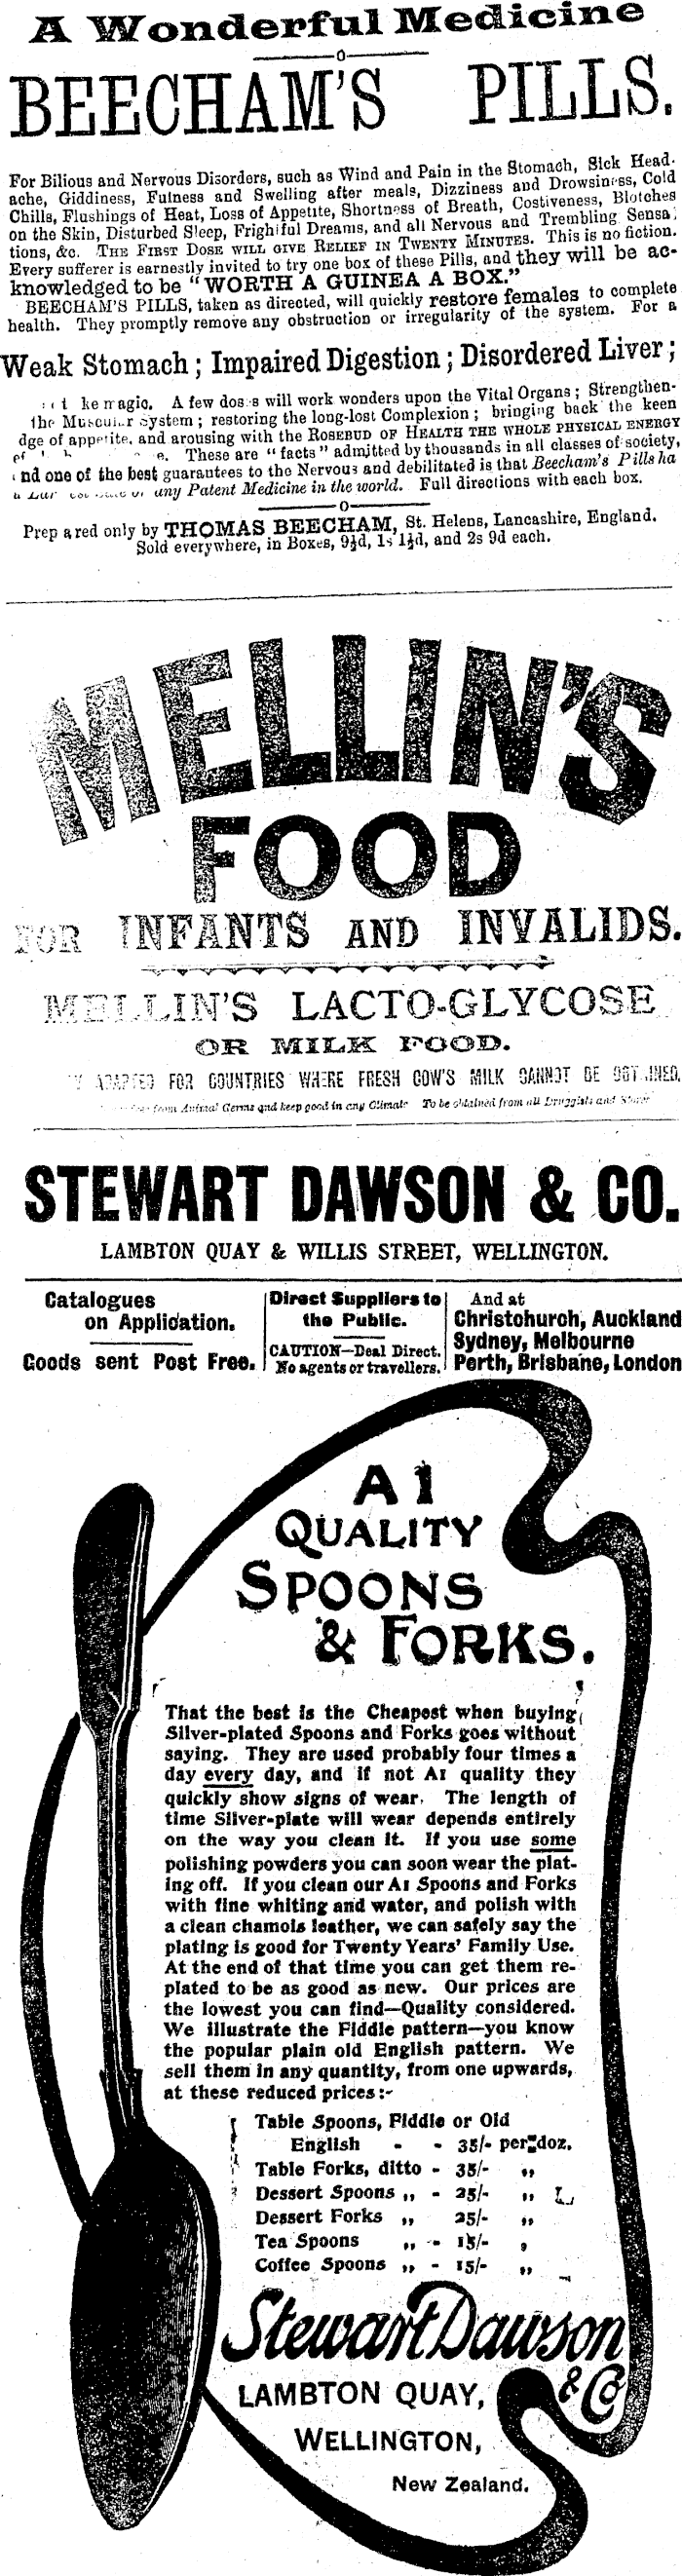 A Wonderful Medicine
BEECHAM'S PILLS.
For Bilious and Nervous Disorders, such as Wind and Pain in the Stomach, Sick Head-
ache, Giddiness, Fulness and Swelling after meals, Dizziness and Drowsiness, Cold
Chills, Flushings of Heat, Loss of Appetite, Shortness of Breath, Costiveness, Blotches
on the Skin, Disturbed Sleep, Frighiful Dreams, and all Nervous and Trembling Sensa
tions, &c. THE FIRST DOSE WILL GIVE RELIEF IN TWENTY MINUTES. This is no fiction.
Every sufferer is earnestly invited to try one box of these Pills, and they will be ac-
knowledged to be "WORTH A GUINEA A BOX."
BEECHAM'S PILLS, taken as directed, will quickly restore females to complete
health. They promptly remove any obstruction or irregularity of the system. For a
Weak Stomach; Impaired Digestion; Disordered Liver;
magic. A few doses will work wonders upon the Vital Organs; Strengthen-
the Muscular System; restoring the long-lost Complexion; bringing back the keen
dge of appetite, and arousing with the ROSEBUD OF HEALTH THE WHOLE PHYSICAL ENERGY
These are "facts" admitted by thousands in all classes of society,
nd one of the best guarantees to the Nervous and debilitated is that Beecham's Pills ha
any Patent Medicine in the world. Full directions with each box.
Prepared only by THOMAS BEECHAM, St. Helens, Lancashire, England.
Sold everywhere, in Boxes, 9½d, 1s 1½d, and 2s 9d each.
MELLIN'S
FOOD
FOR INFANTS AND INVALIDS.
MELLIN'S LACTO-GLYCOSE
OR MILK FOOD.
ADAPTED FOR COUNTRIES WHERE FRESH COW'S MILK CANNOT BE OBTAINED.
from Animal Germs and keep good in any Climate To be obtained from all Druggists and
STEWART DAWSON & CO.
LAMBTON QUAY & WILLIS STREET, WELLINGTON.
Catalogues
on Application.
Goods sent Post Free.
Direct Suppliers to
the Public.
CAUTION—Deal Direct.
No agents or travellers.
And at
Christchurch, Auckland
Sydney, Melbourne
Perth, Brisbane, London
A1
QUALITY
SPOONS
& FORKS.
That the best is the Cheapest when buying
Silver-plated Spoons and Forks goes without
saying. They are used probably four times a
day every day, and if not A1 quality they
quickly show signs of wear. The length of
time Silver-plate will wear depends entirely
on the way you clean it. If you use some
polishing powders you can soon wear the plat-
ing off. If you clean our A1 Spoons and Forks
with fine whiting and water, and polish with
a clean chamois leather, we can safely say the
plating is good for Twenty Years' Family Use.
At the end of that time you can get them re-
plated to be as good as new. Our prices are
the lowest you can find—Quality considered.
We illustrate the Fiddle pattern—you know
the popular plain old English pattern. We
sell them in any quantity, from one upwards,
at these reduced prices:-
Table Spoons, Fiddle or Old
English - - 35/- per doz.
Table Forks, ditto - 35/- ,,
Dessert Spoons ,, - 25/- ,,
Dessert Forks ,, 25/- ,,
Tea Spoons ,, - 15/- ,,
Coffee Spoons ,, - 15/- ,,
Stewart Dawson
& Co
LAMBTON QUAY,
WELLINGTON,
New Zealand.